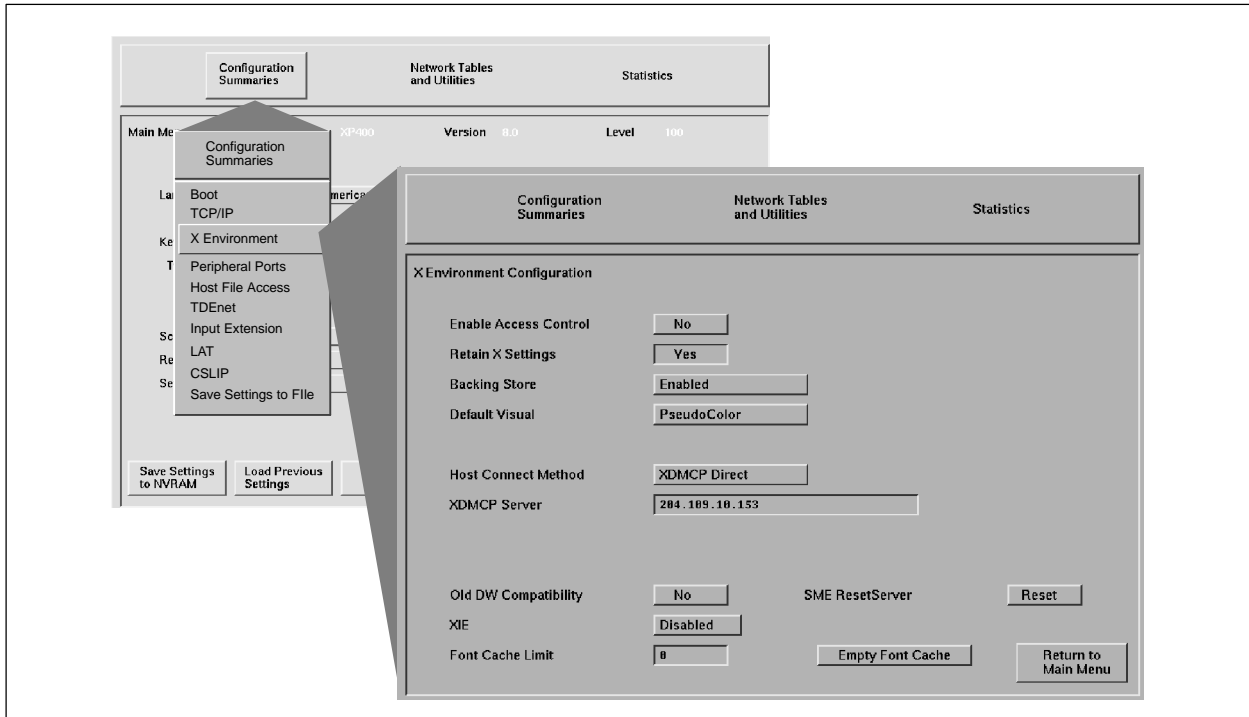 Configuration
Summaries
Network Tables
and Utilities
Statistics
Main Me
XP400
Version 8.0
Level 100
Configuration
Summaries
La
merica
Boot
TCP/IP
Ke
X Environment
T
Peripheral Ports
Host File Access
TDEnet
Input Extension
Sc
LAT
Re
CSLIP
Se
Save Settings to FIle
Save Settings
to NVRAM
Load Previous
Settings
Configuration
Summaries
Network Tables
and Utilities
Statistics
X Environment Configuration
Enable Access Control No
Retain X Settings Yes
Backing Store Enabled
Default Visual PseudoColor
Host Connect Method XDMCP Direct
XDMCP Server 204.109.10.153
Old DW Compatibility No SME ResetServer Reset
XIE Disabled
Font Cache Limit 0 Empty Font Cache
Return to
Main Menu